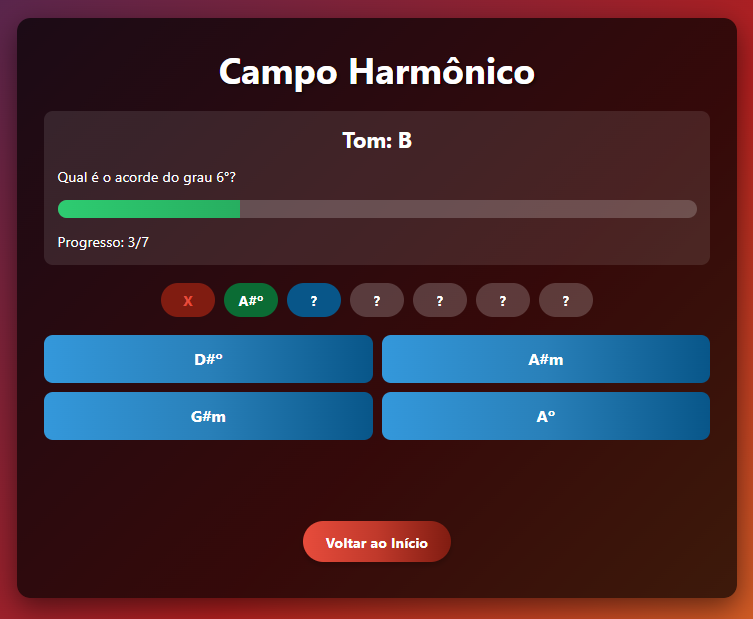 Campo Harmônico
Tom: B
Qual é o acorde do grau 6°?
Progresso: 3/7
X A#º ? ? ? ? ?
D#º A#m
G#m Aº
Voltar ao Início